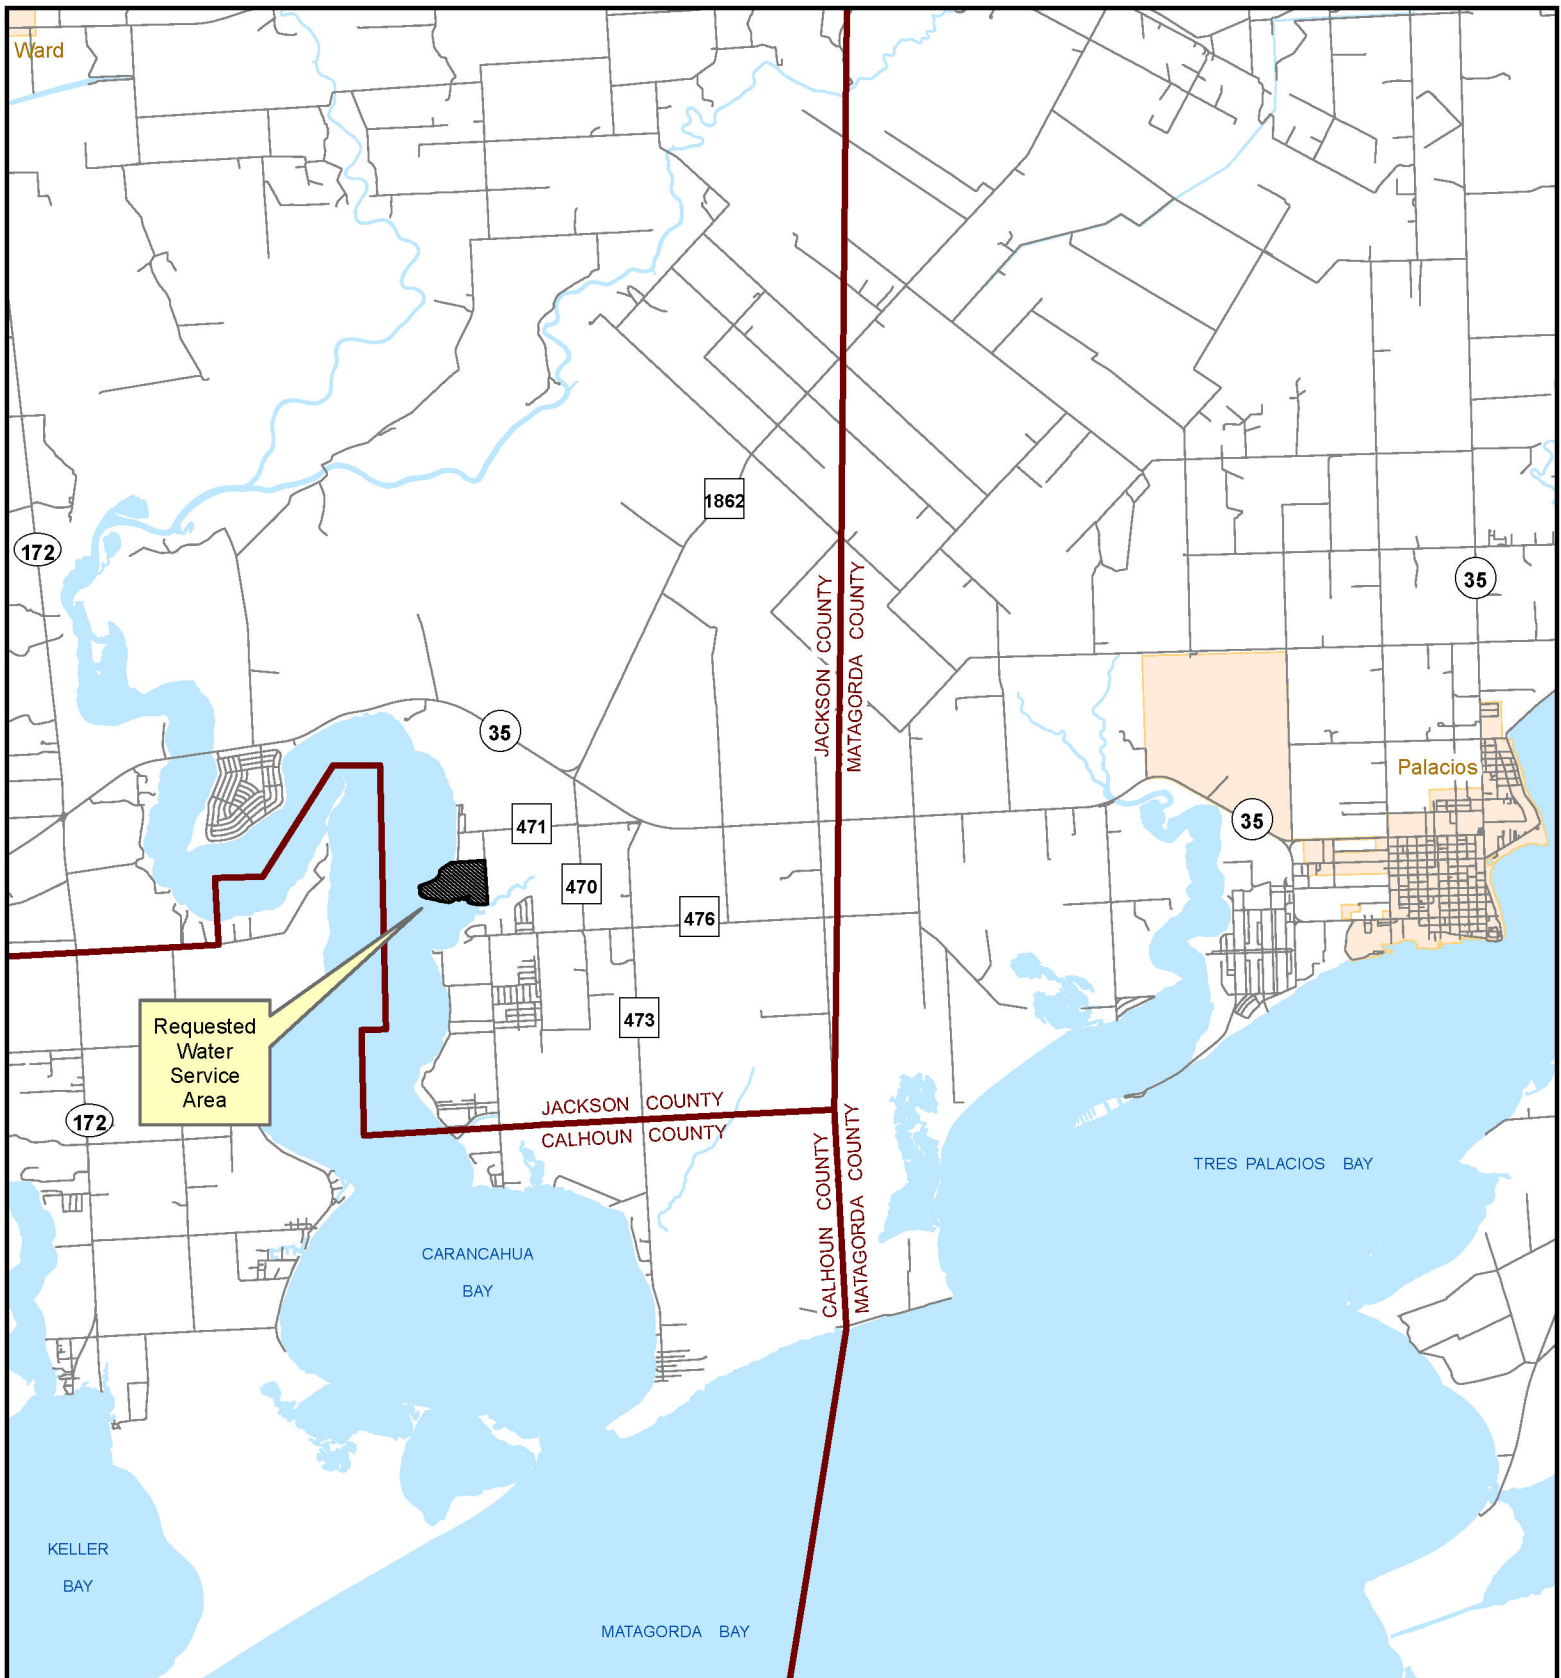 Ward
1862
172
35
JACKSON COUNTY
MATAGORDA COUNTY
35
Palacios
471
35
470
476
Requested
Water
Service
Area
473
172
JACKSON COUNTY
CALHOUN COUNTY
CALHOUN COUNTY
MATAGORDA COUNTY
TRES PALACIOS BAY
CARANCAHUA
BAY
KELLER
BAY
MATAGORDA BAY